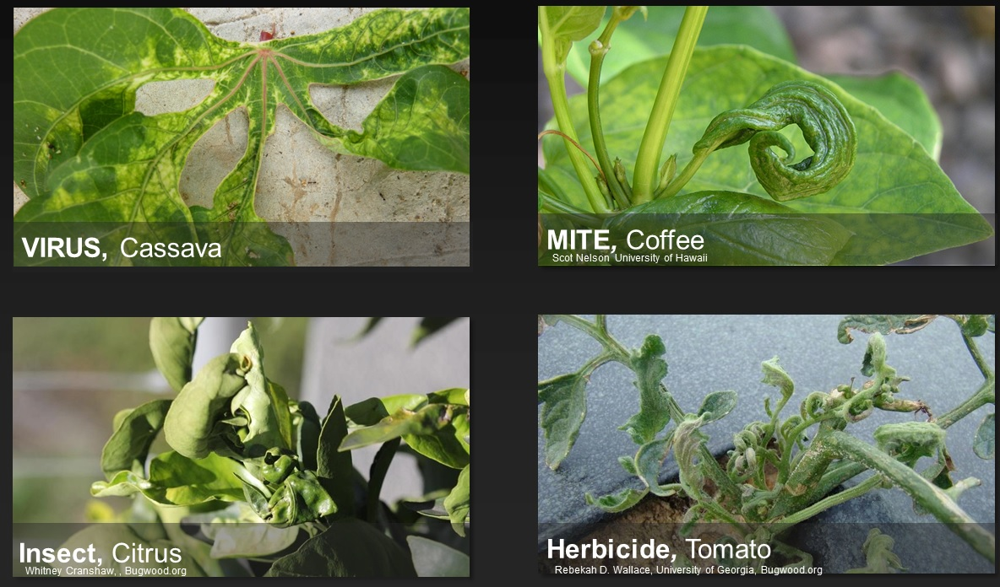 VIRUS, Cassava
MITE, Coffee
Scot Nelson University of Hawaii
Insect, Citrus
Whitney Cranshaw, , Bugwood.org
Herbicide, Tomato
Rebekah D. Wallace, University of Georgia, Bugwood.org